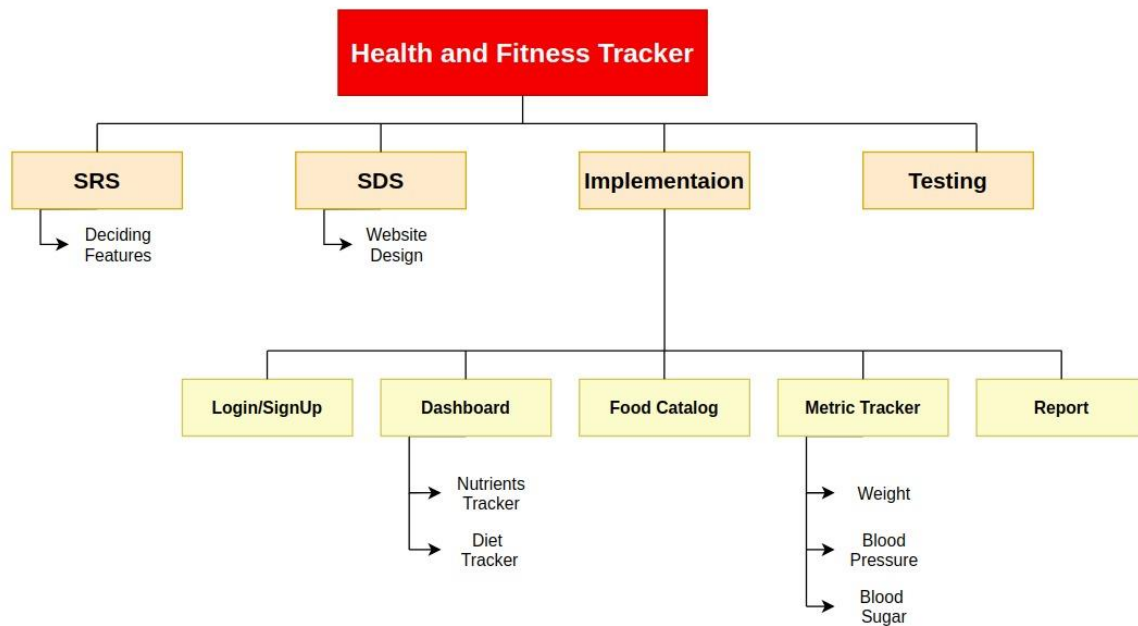 Health and Fitness Tracker
SRS
SDS
Implementaion
Testing
Deciding
Features
Website
Design
Login/SignUp
Dashboard
Food Catalog
Metric Tracker
Report
Nutrients
Tracker
Diet
Tracker
Weight
Blood
Pressure
Blood
Sugar